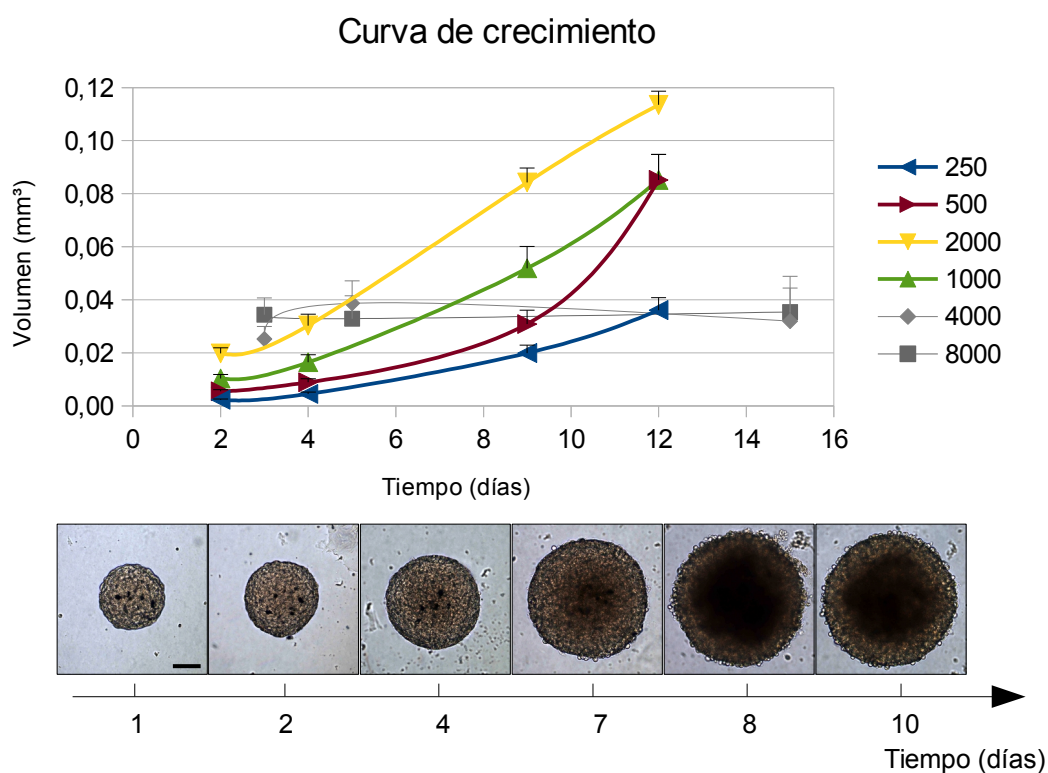 Curva de crecimiento
0,12
0,10
0,08
0,06
0,04
0,02
0,00
Volumen (mm³)
0 2 4 6 8 10 12 14 16
Tiempo (días)
250
500
2000
1000
4000
8000
1 2 4 7 8 10
Tiempo (días)